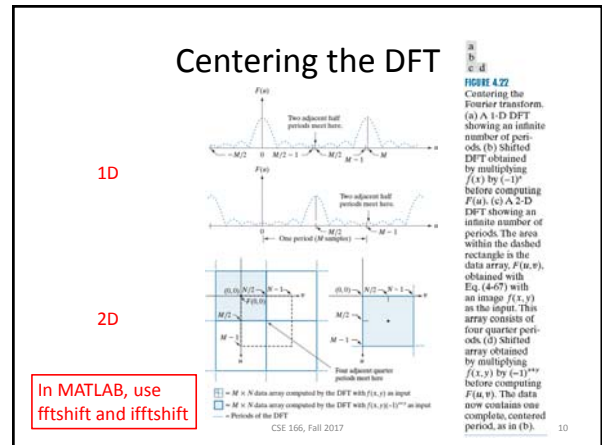 Centering the DFT
1D
F(u)
Two adjacent half
periods meet here.
−M/2
0
M/2 − 1
M/2
M − 1
M
u
F(u)
Two adjacent half
periods meet here.
0
M/2
M − 1
u
One period (M samples)
2D
(0, 0)
N/2
N − 1
v
F(0, 0)
M/2
M − 1
u
Four adjacent quarter
periods meet here
(0, 0)
N/2
N − 1
v
M/2
M − 1
u
= M × N data array computed by the DFT with f(x, y) as input
= M × N data array computed by the DFT with f(x, y)(−1)^{x+y} as input
= Periods of the DFT
In MATLAB, use
fftshift and ifftshift
a
b
c d
FIGURE 4.22
Centering the
Fourier transform.
(a) A 1-D DFT
showing an infinite
number of peri-
ods. (b) Shifted
DFT obtained
by multiplying
f(x) by (−1)^x
before computing
F(u). (c) A 2-D
DFT showing an
infinite number of
periods. The area
within the dashed
rectangle is the
data array, F(u, v),
obtained with
Eq. (4-67) with
an image f(x, y)
as the input. This
array consists of
four quarter peri-
ods. (d) Shifted
array obtained
by multiplying
f(x, y) by (−1)^{x+y}
before computing
F(u, v). The data
now contains one
complete, centered
period, as in (b).
CSE 166, Fall 2017
10